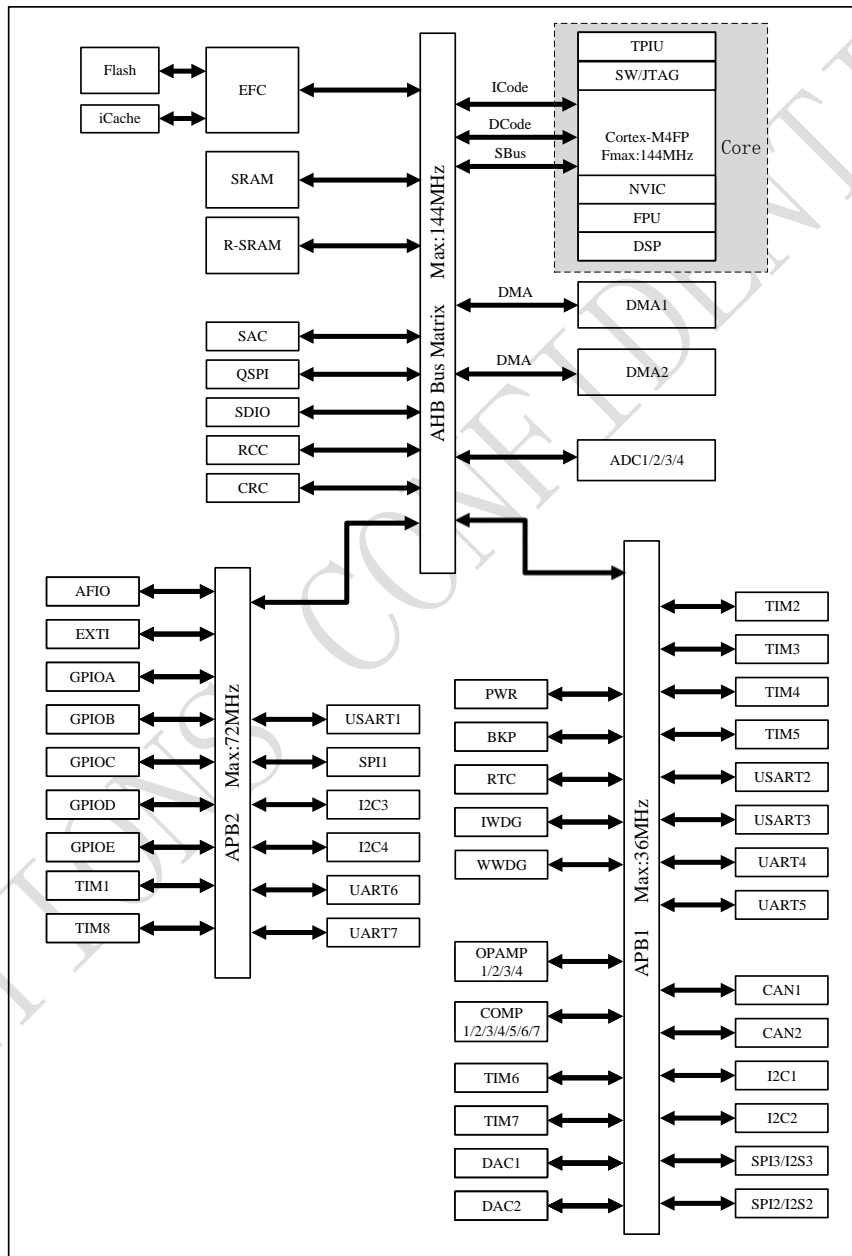 Flash
iCache
EFC
SRAM
R-SRAM
SAC
QSPI
SDIO
RCC
CRC
AHB Bus Matrix Max:144MHz
ICode
DCode
SBus
TPIU
SW/JTAG
Cortex-M4FP
Fmax:144MHz
NVIC
FPU
DSP
Core
DMA
DMA1
DMA
DMA2
ADC1/2/3/4
AFIO
EXTI
GPIOA
GPIOB
GPIOC
GPIOD
GPIOE
TIM1
TIM8
APB2 Max:72MHz
USART1
SPI1
I2C3
I2C4
UART6
UART7
PWR
BKP
RTC
IWDG
WWDG
OPAMP
1/2/3/4
COMP
1/2/3/4/5/6/7
TIM6
TIM7
DAC1
DAC2
APB1 Max:36MHz
TIM2
TIM3
TIM4
TIM5
USART2
USART3
UART4
UART5
CAN1
CAN2
I2C1
I2C2
SPI3/I2S3
SPI2/I2S2